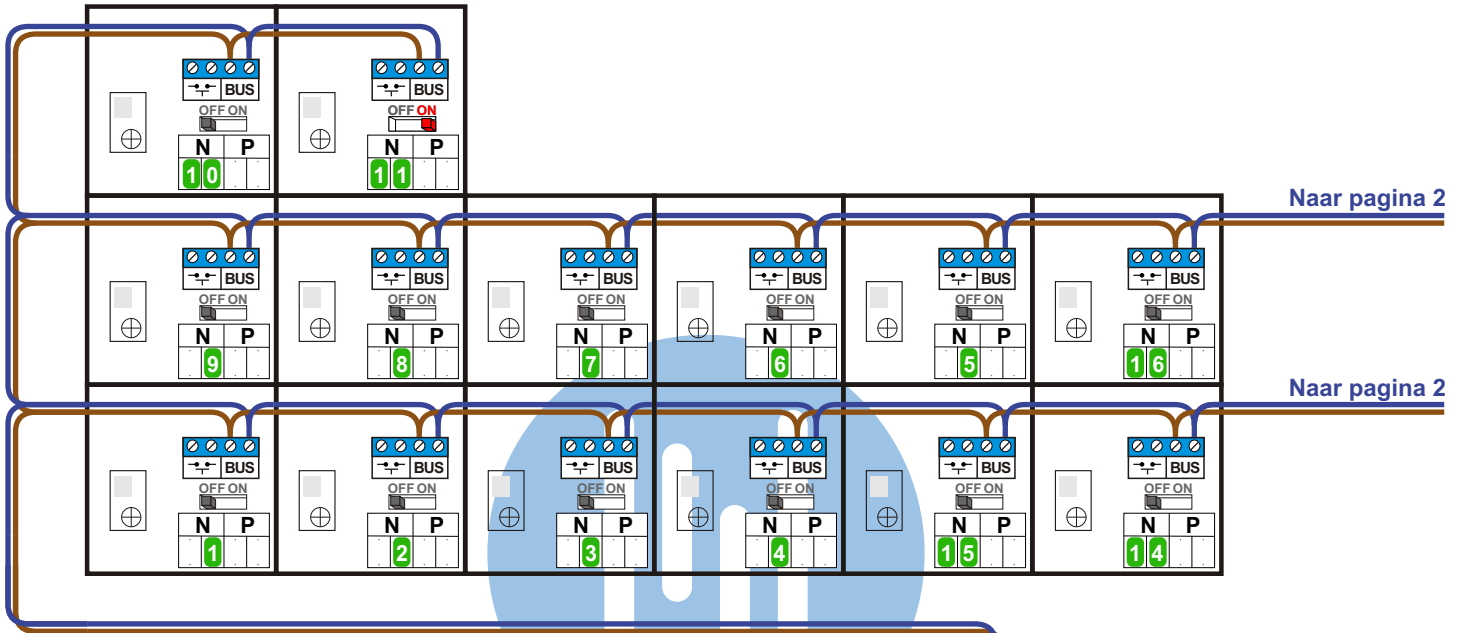 BUS BUS
OFF ON OFF ON
N P N P
10 11
Naar pagina 2
BUS BUS BUS BUS BUS BUS
OFF ON OFF ON OFF ON OFF ON OFF ON OFF ON
N P N P N P N P N P N P
9 8 7 6 5 16
Naar pagina 2
BUS BUS BUS BUS BUS BUS
OFF ON OFF ON OFF ON OFF ON OFF ON OFF ON
N P N P N P N P N P N P
1 2 3 4 15 14